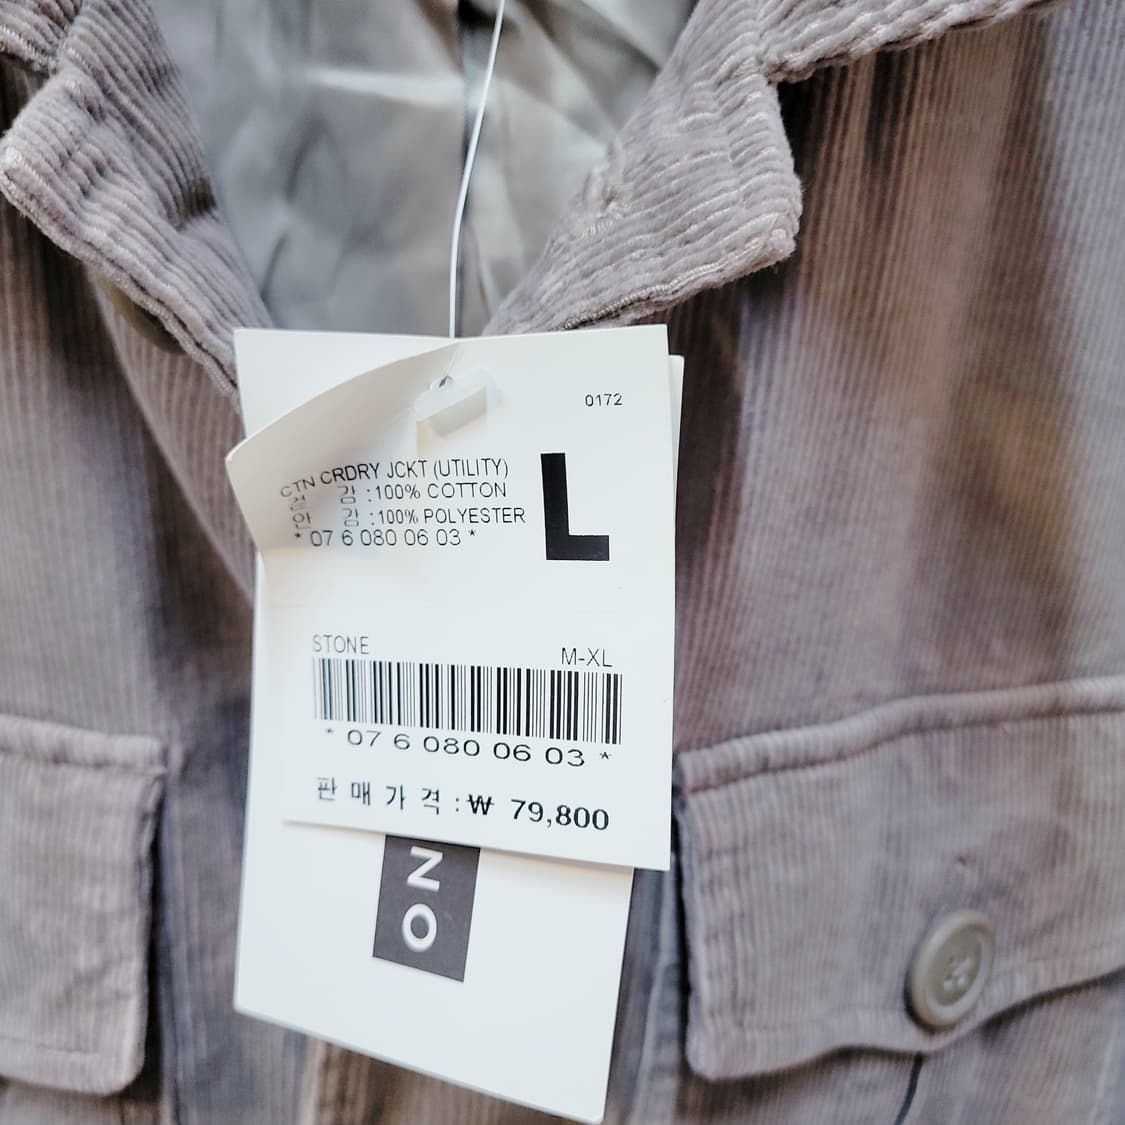 0172
CTN CRDRY JCKT (UTILITY)
겉 감 :100% COTTON
안 감 :100% POLYESTER
* 07 6 080 06 03 *
L
STONE
M-XL
* 07 6 080 06 03 *
판 매 가 격 : ₩ 79,800
NO